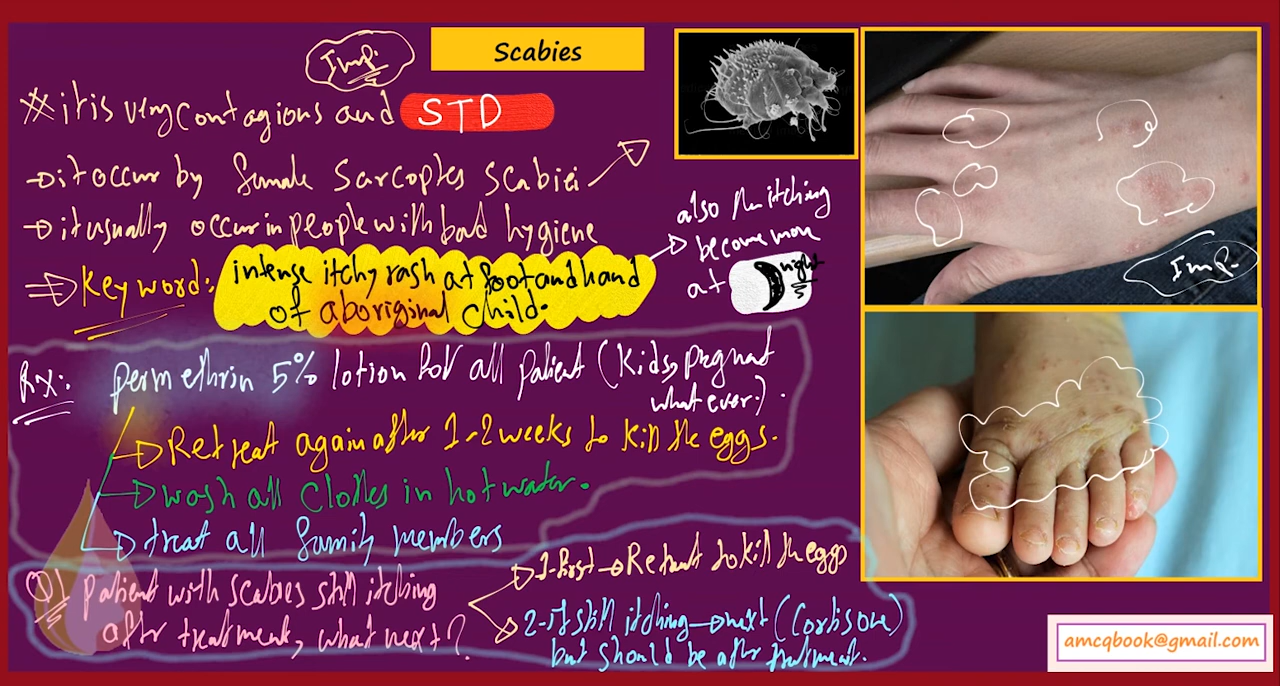 Scabies
Imp.
* it is very contagious and STD
→ it occur by female Sarcoptes Scabiei
→ it usually occur in people with bad hygiene
⇒ Key word: intense itchy rash at foot and hand
of aboriginal child.
also the itching
become more
at night
Imp.
Rx: permethrin 5% lotion for all patient (Kids, pregnant
what ever).
→ Retreat again after 1-2 weeks to kill the eggs.
→ wash all clothes in hot water.
→ treat all family members
Q] patient with scabies still itching
after treatment, what next?
1- first → Retreat to kill the eggs
2- if still itching → next (Cortisone)
but should be after treatment.
amcqbook@gmail.com